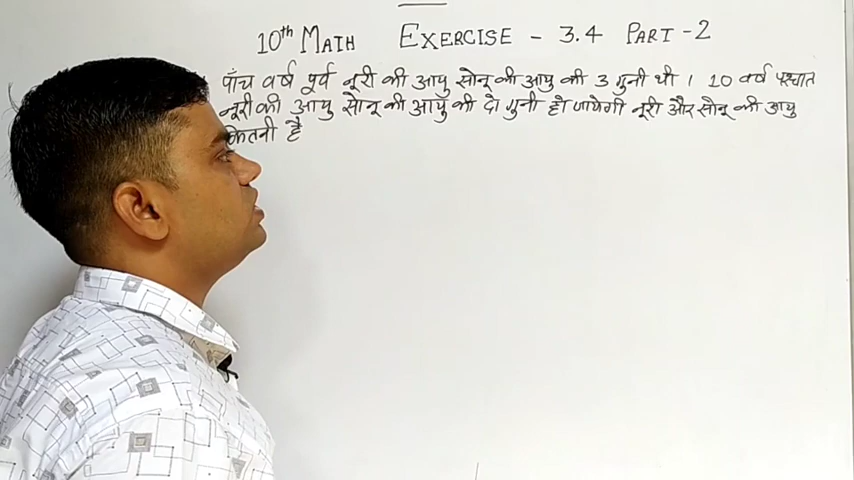 10th MATH EXERCISE - 3.4 PART-2
पाँच वर्ष पूर्व नूरी की आयु सोनू की आयु की 3 गुनी थी । 10 वर्ष पश्चात
नूरी की आयु सोनू की आयु की दो गुनी हो जायेगी नूरी और सोनू की आयु
कितनी है